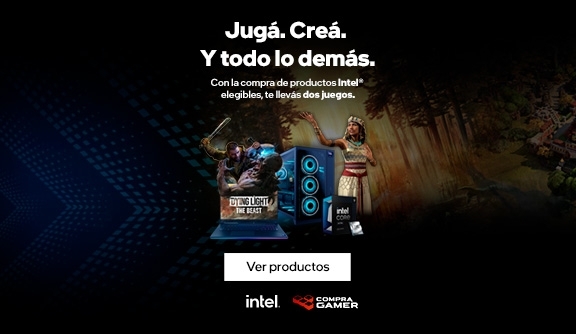 Jugá. Creá.
Y todo lo demás.
Con la compra de productos Intel®
elegibles, te llevás dos juegos.
DYING LIGHT
THE BEAST
intel
CORE
Ver productos
intel.
COMPRA
GAMER